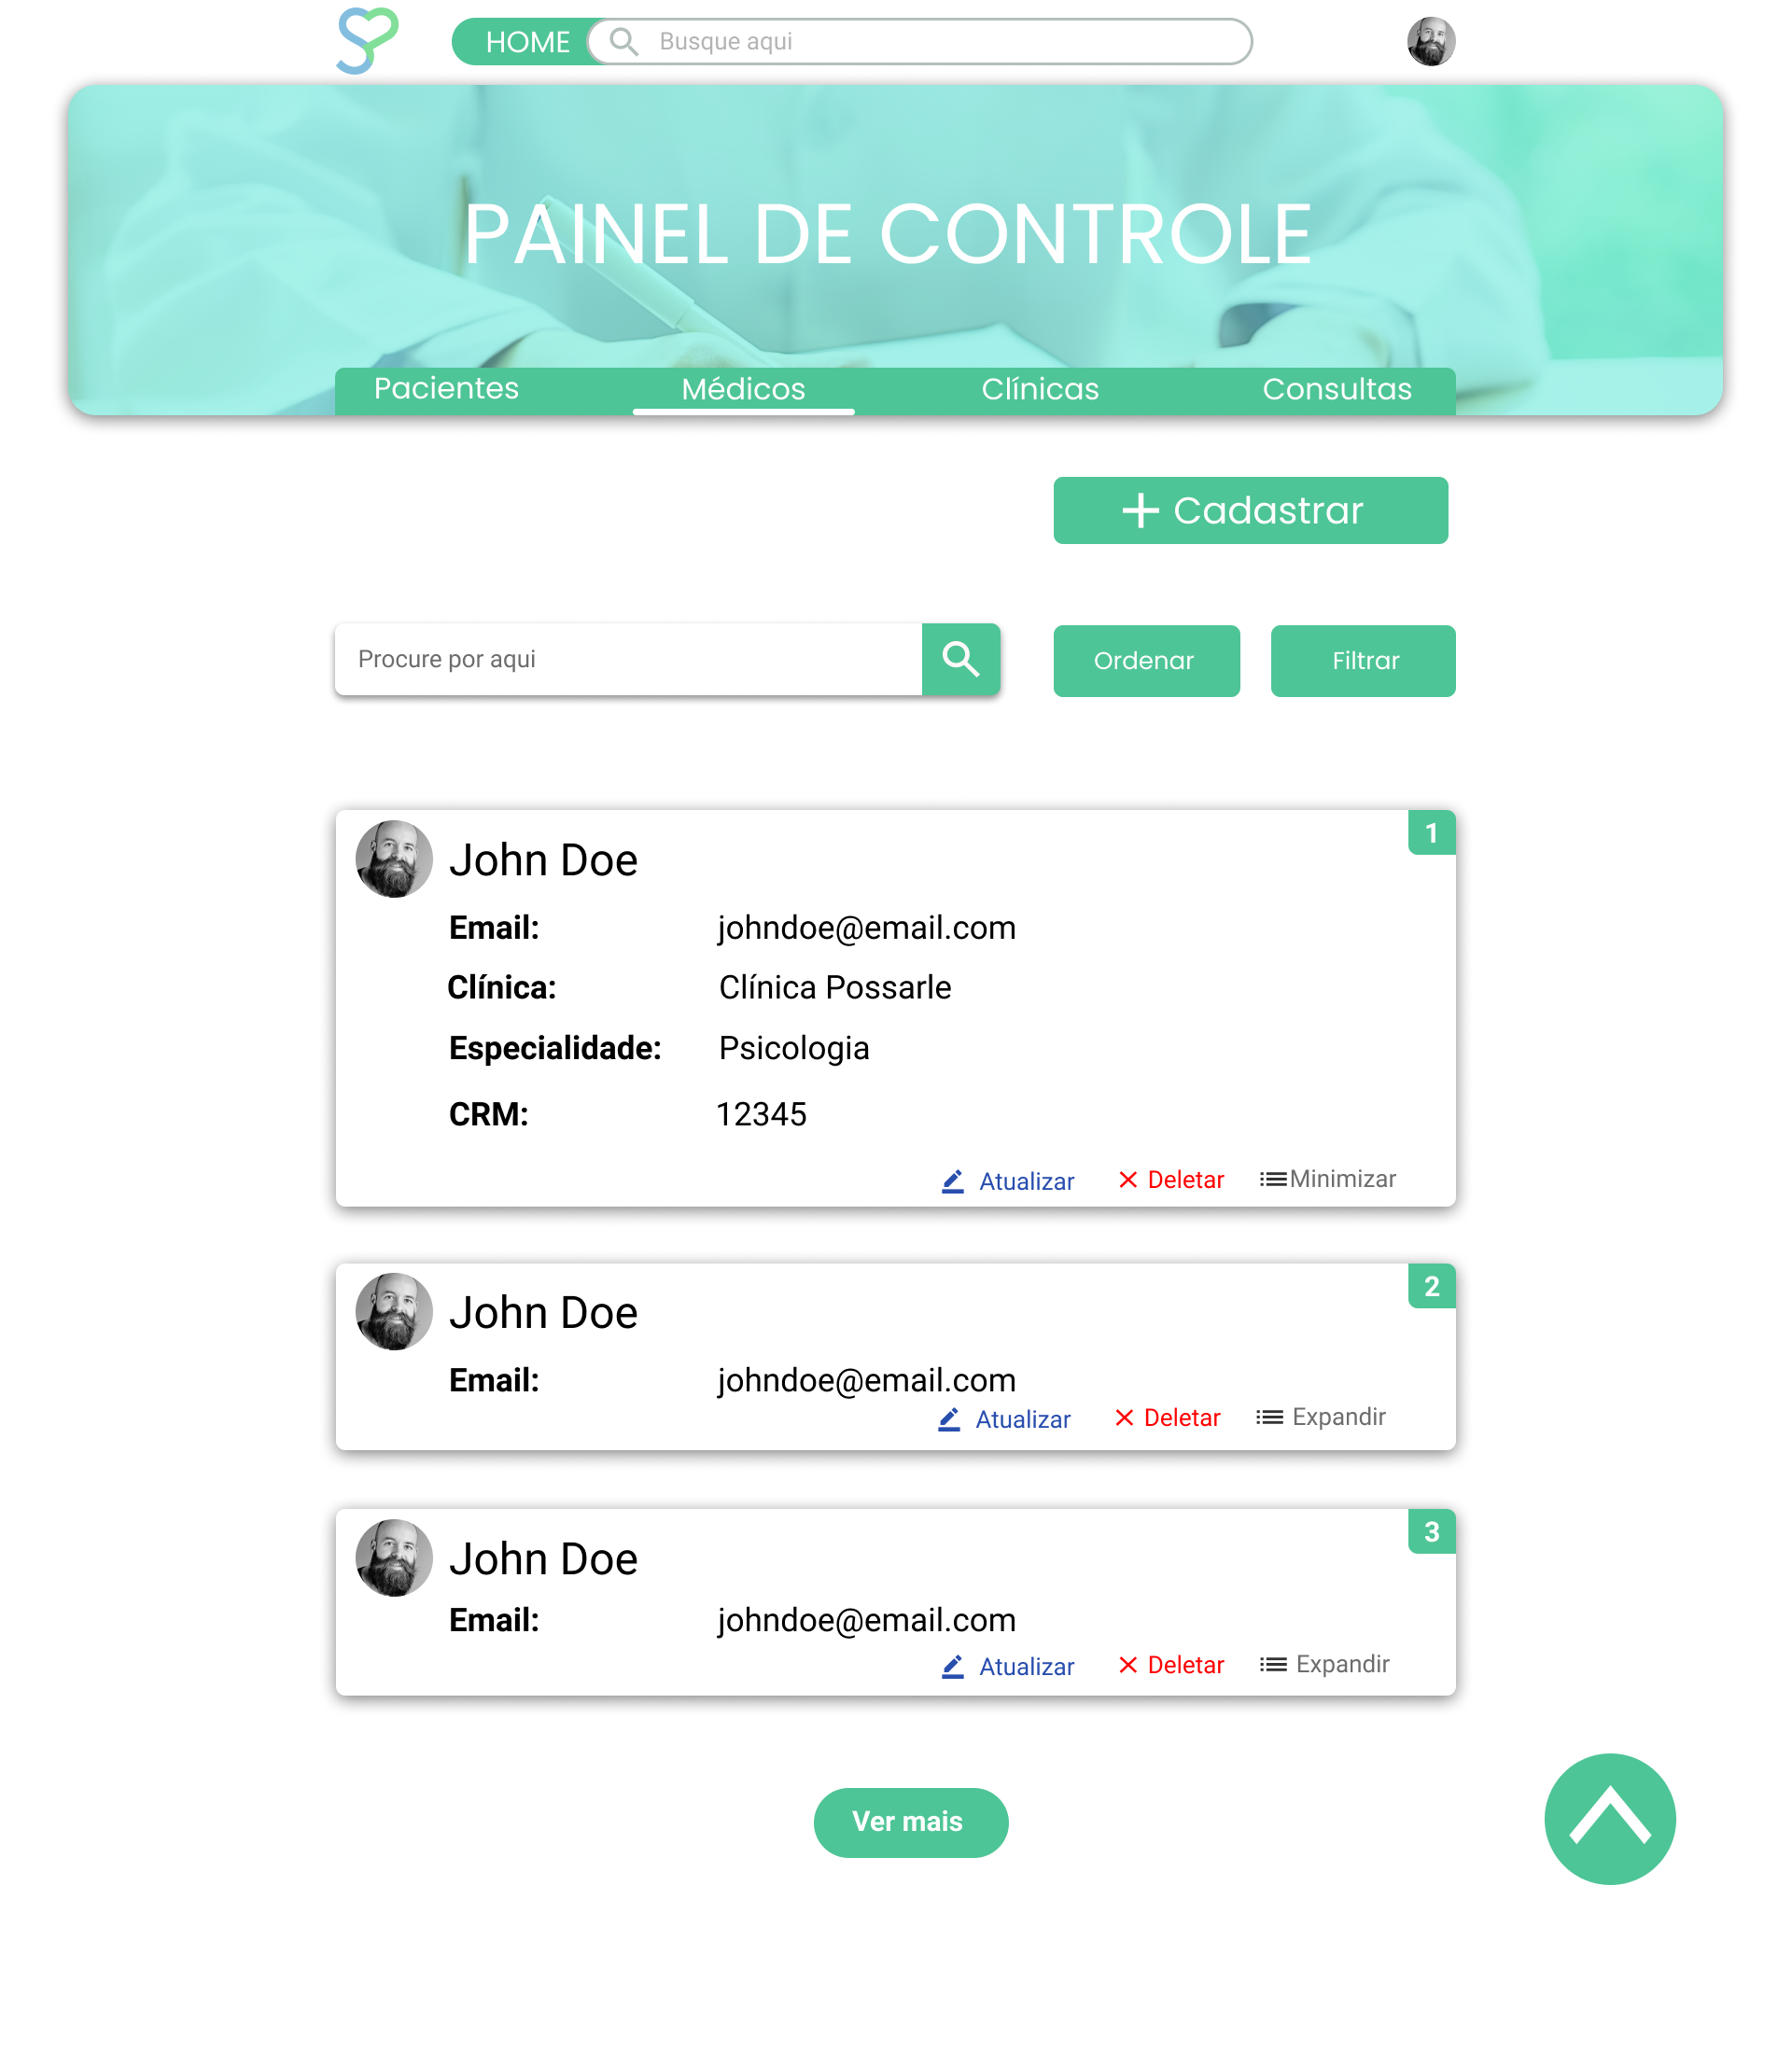 HOME Busque aqui
PAINEL DE CONTROLE
Pacientes Médicos Clínicas Consultas
+ Cadastrar
Procure por aqui Ordenar Filtrar
1
John Doe
Email: johndoe@email.com
Clínica: Clínica Possarle
Especialidade: Psicologia
CRM: 12345
Atualizar Deletar Minimizar
2
John Doe
Email: johndoe@email.com
Atualizar Deletar Expandir
3
John Doe
Email: johndoe@email.com
Atualizar Deletar Expandir
Ver mais